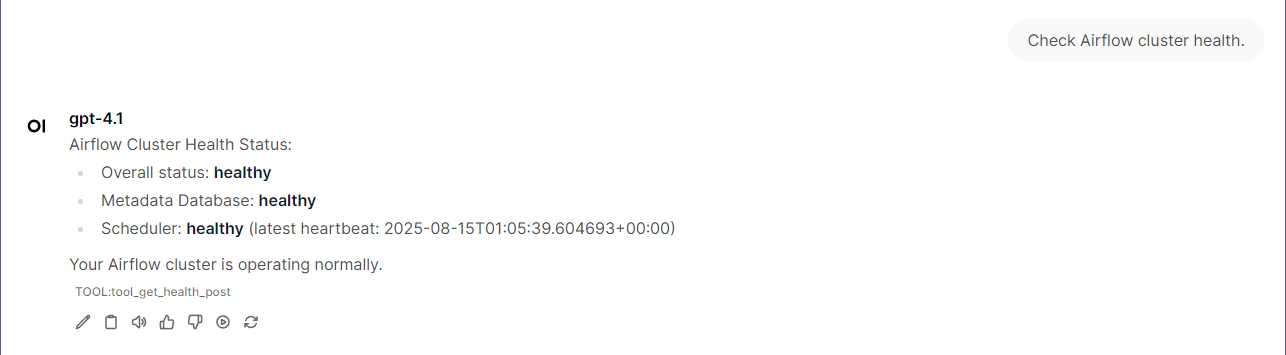 Check Airflow cluster health.
OI
gpt-4.1
Airflow Cluster Health Status:
Overall status: healthy
Metadata Database: healthy
Scheduler: healthy (latest heartbeat: 2025-08-15T01:05:39.604693+00:00)
Your Airflow cluster is operating normally.
TOOL:tool_get_health_post